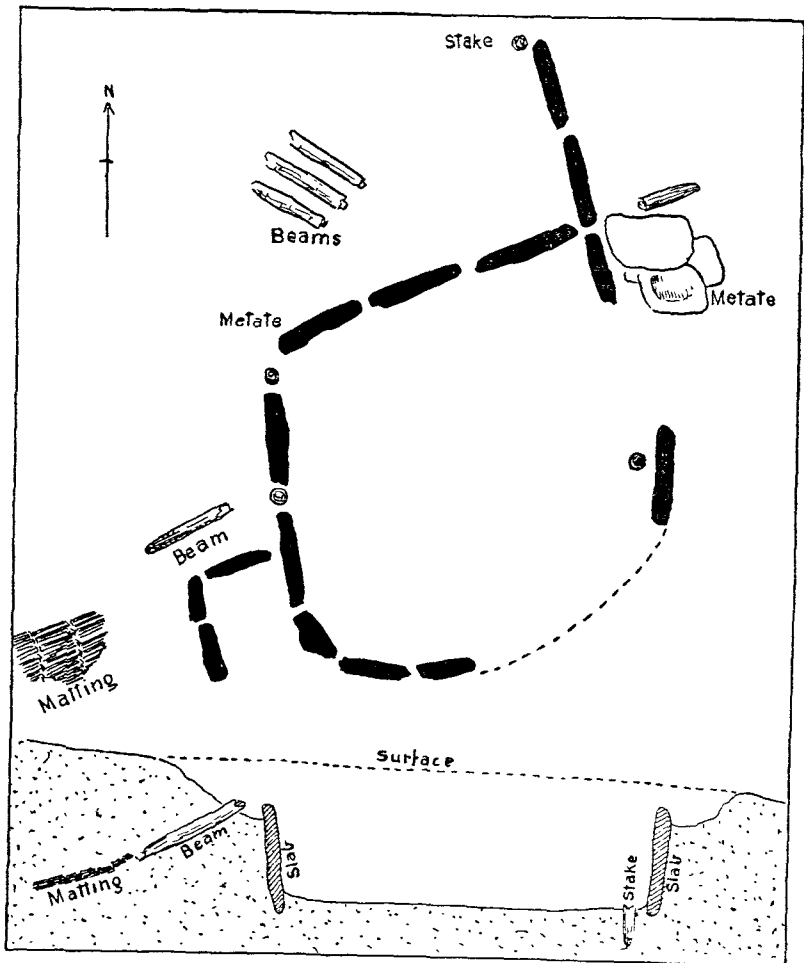 Stake
N
Beams
Metate
Metate
Beam
Matting
Surface
Beam
Slab
Matting
Stake
Slab